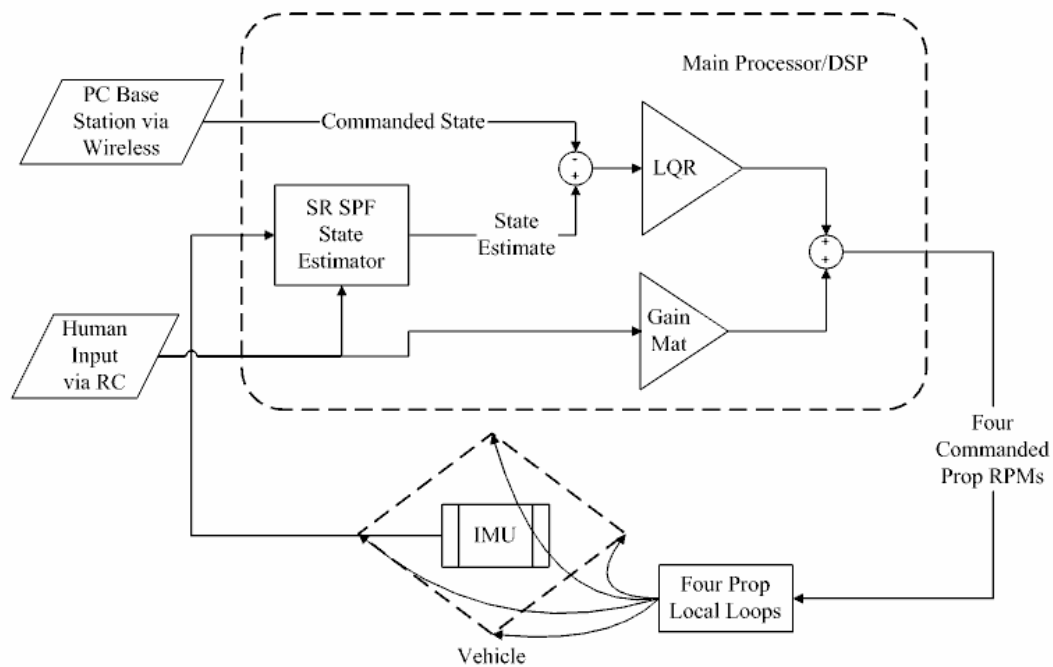 Main Processor/DSP
PC Base
Station via
Wireless
Commanded State
-
+
LQR
SR SPF
State
Estimator
State
Estimate
+
+
Human
Input
via RC
Gain
Mat
Four
Commanded
Prop RPMs
IMU
Four Prop
Local Loops
Vehicle